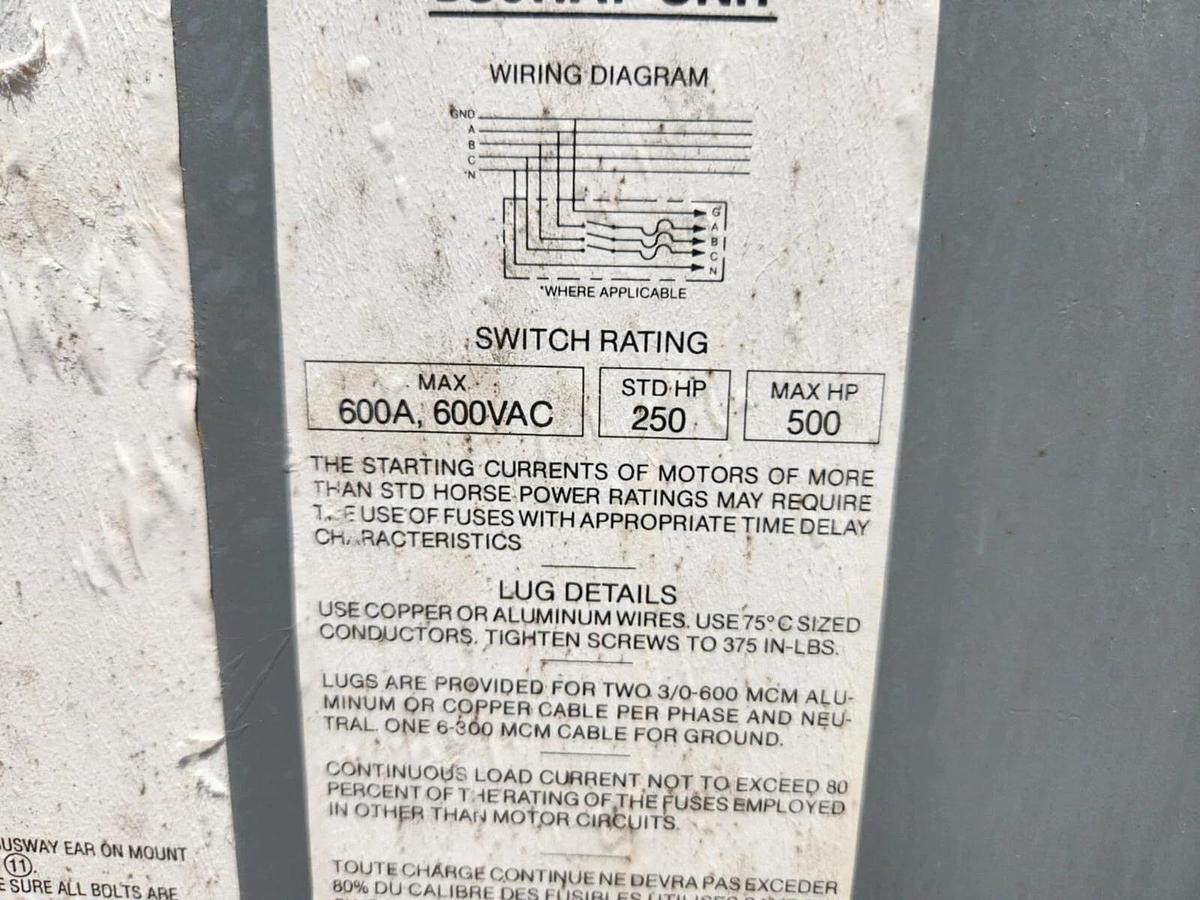 BUSWAY UNIT
WIRING DIAGRAM
GND
A
B
C
*N
G
A
B
C
N
*WHERE APPLICABLE
SWITCH RATING
MAX
600A, 600VAC
STD HP
250
MAX HP
500
THE STARTING CURRENTS OF MOTORS OF MORE
THAN STD HORSE POWER RATINGS MAY REQUIRE
THE USE OF FUSES WITH APPROPRIATE TIME DELAY
CHARACTERISTICS
LUG DETAILS
USE COPPER OR ALUMINUM WIRES. USE 75°C SIZED
CONDUCTORS. TIGHTEN SCREWS TO 375 IN-LBS.
LUGS ARE PROVIDED FOR TWO 3/0-600 MCM ALU-
MINUM OR COPPER CABLE PER PHASE AND NEU-
TRAL. ONE 6-300 MCM CABLE FOR GROUND.
CONTINUOUS LOAD CURRENT NOT TO EXCEED 80
PERCENT OF THE RATING OF THE FUSES EMPLOYED
IN OTHER THAN MOTOR CIRCUITS.
TOUTE CHARGE CONTINUE NE DEVRA PAS EXCEDER
80% DU CALIBRE DES FUSIBLES
USWAY EAR ON MOUNT
11.
E SURE ALL BOLTS ARE